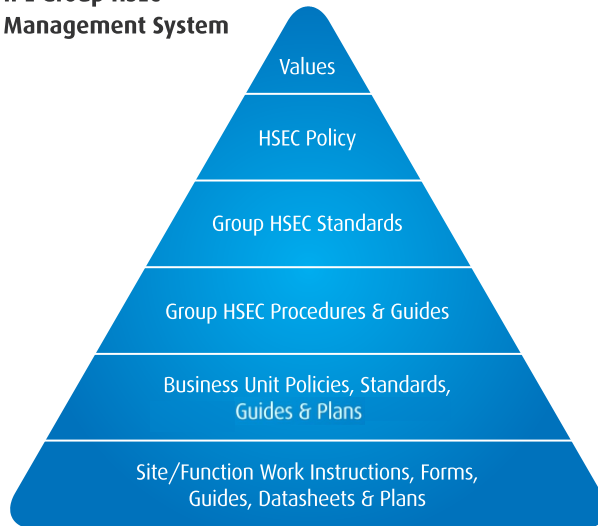 Management System
Values
HSEC Policy
Group HSEC Standards
Group HSEC Procedures & Guides
Business Unit Policies, Standards,
Guides & Plans
Site/Function Work Instructions, Forms,
Guides, Datasheets & Plans